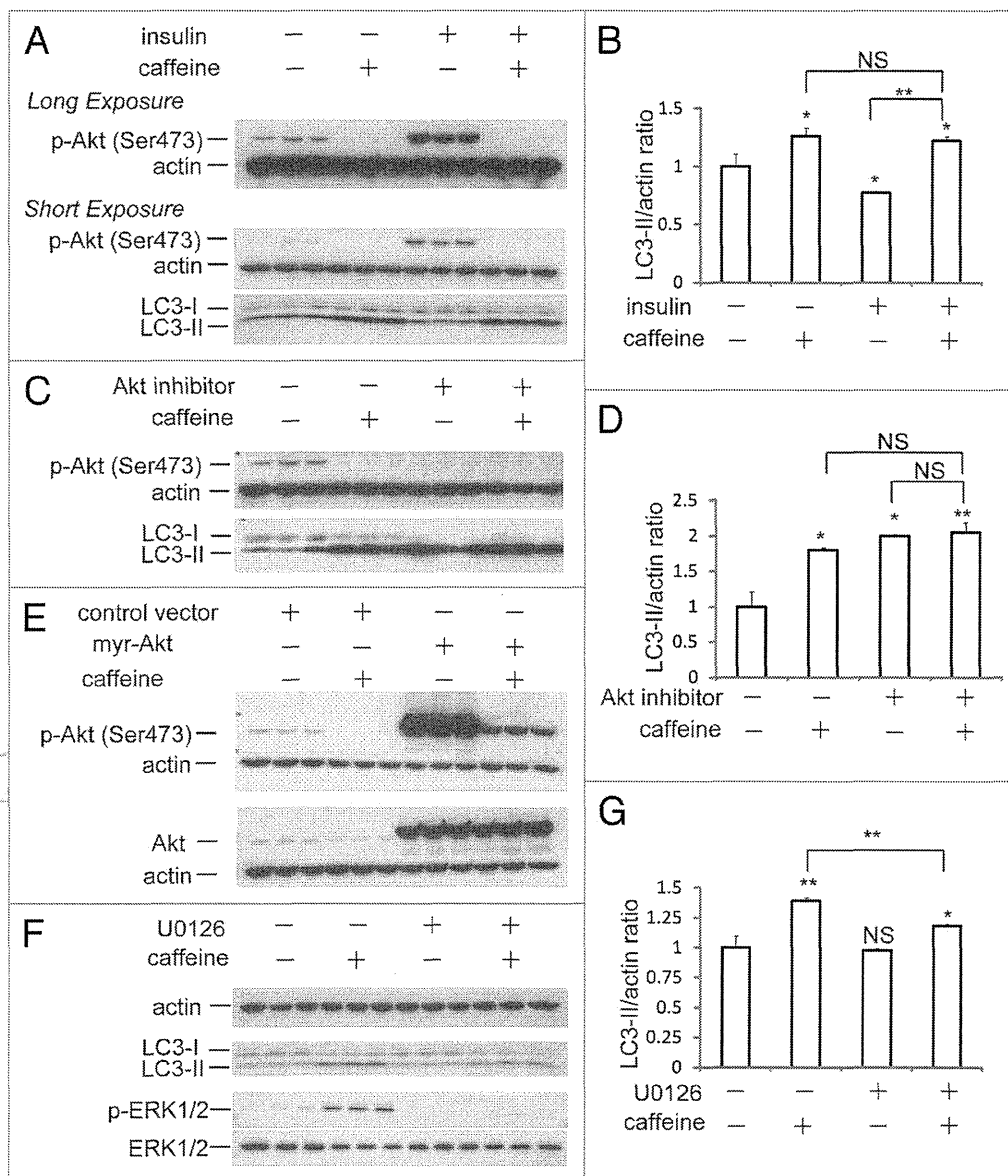 A
insulin − − + +
caffeine − + − +
Long Exposure
p-Akt (Ser473)
actin
Short Exposure
p-Akt (Ser473)
actin
LC3-I
LC3-II
B
NS
**
* * *
1.5
1
0.5
0
LC3-II/actin ratio
insulin − − + +
caffeine − + − +
C
Akt inhibitor − − + +
caffeine − + − +
p-Akt (Ser473)
actin
LC3-I
LC3-II
D
NS
NS
* * **
2.5
2
1.5
1
0.5
0
LC3-II/actin ratio
Akt inhibitor − − + +
caffeine − + − +
E
control vector + + − −
myr-Akt − − + +
caffeine − + − +
p-Akt (Ser473)
actin
Akt
actin
F
U0126 − − + +
caffeine − + − +
actin
LC3-I
LC3-II
p-ERK1/2
ERK1/2
G
**
** NS *
1.5
1.25
1
0.75
0.5
0.25
0
LC3-II/actin ratio
U0126 − − + +
caffeine − + − +